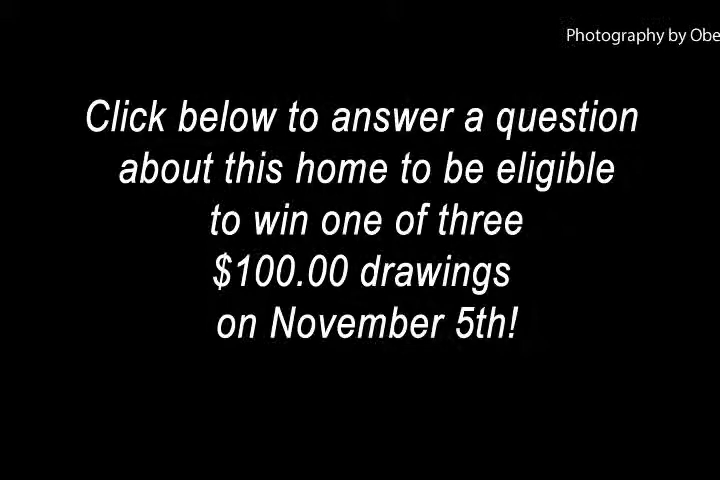 Photography by
Click below to answer a question
about this home to be eligible
to win one of three
$100.00 drawings
on November 5th!